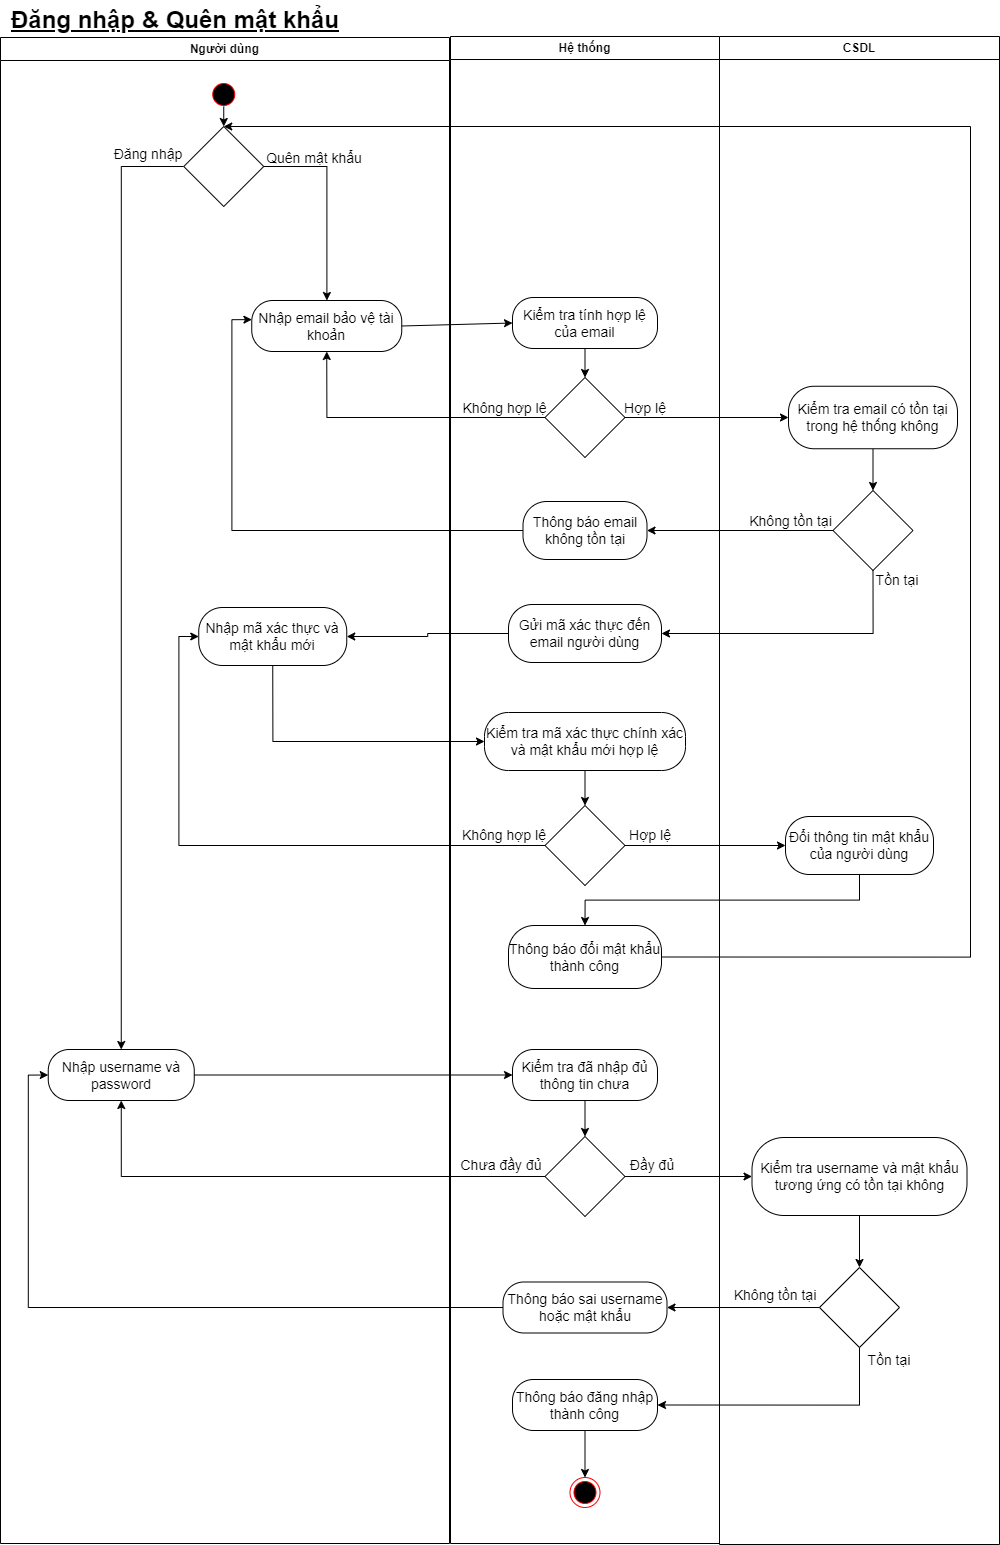 Đăng nhập & Quên mật khẩu
Người dùng
Hệ thống
CSDL
Đăng nhập
Quên mật khẩu
Nhập email bảo vệ tài
khoản
Kiểm tra tính hợp lệ
của email
Không hợp lệ
Hợp lệ
Kiểm tra email có tồn tại
trong hệ thống không
Thông báo email
không tồn tại
Không tồn tại
Tồn tại
Nhập mã xác thực và
mật khẩu mới
Gửi mã xác thực đến
email người dùng
Kiểm tra mã xác thực chính xác
và mật khẩu mới hợp lệ
Không hợp lệ
Hợp lệ
Đổi thông tin mật khẩu
của người dùng
Thông báo đổi mật khẩu
thành công
Nhập username và
password
Kiểm tra đã nhập đủ
thông tin chưa
Chưa đầy đủ
Đầy đủ
Kiểm tra username và mật khẩu
tương ứng có tồn tại không
Thông báo sai username
hoặc mật khẩu
Không tồn tại
Tồn tại
Thông báo đăng nhập
thành công